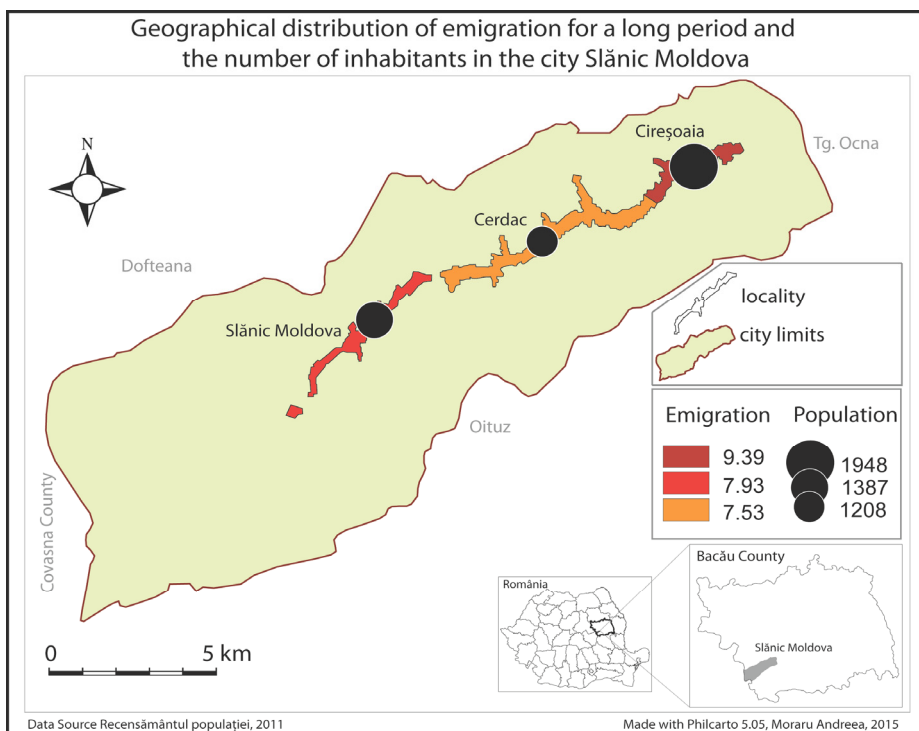 Geographical distribution of emigration for a long period and
the number of inhabitants in the city Slănic Moldova
N
Cireșoaia
Tg. Ocna
Cerdac
Dofteana
Slănic Moldova
Oituz
Covasna County
locality
city limits
Emigration
Population
9.39
7.93
7.53
1948
1387
1208
Bacău County
România
Slănic Moldova
0
5 km
Data Source Recensământul populației, 2011
Made with Philcarto 5.05, Moraru Andreea, 2015